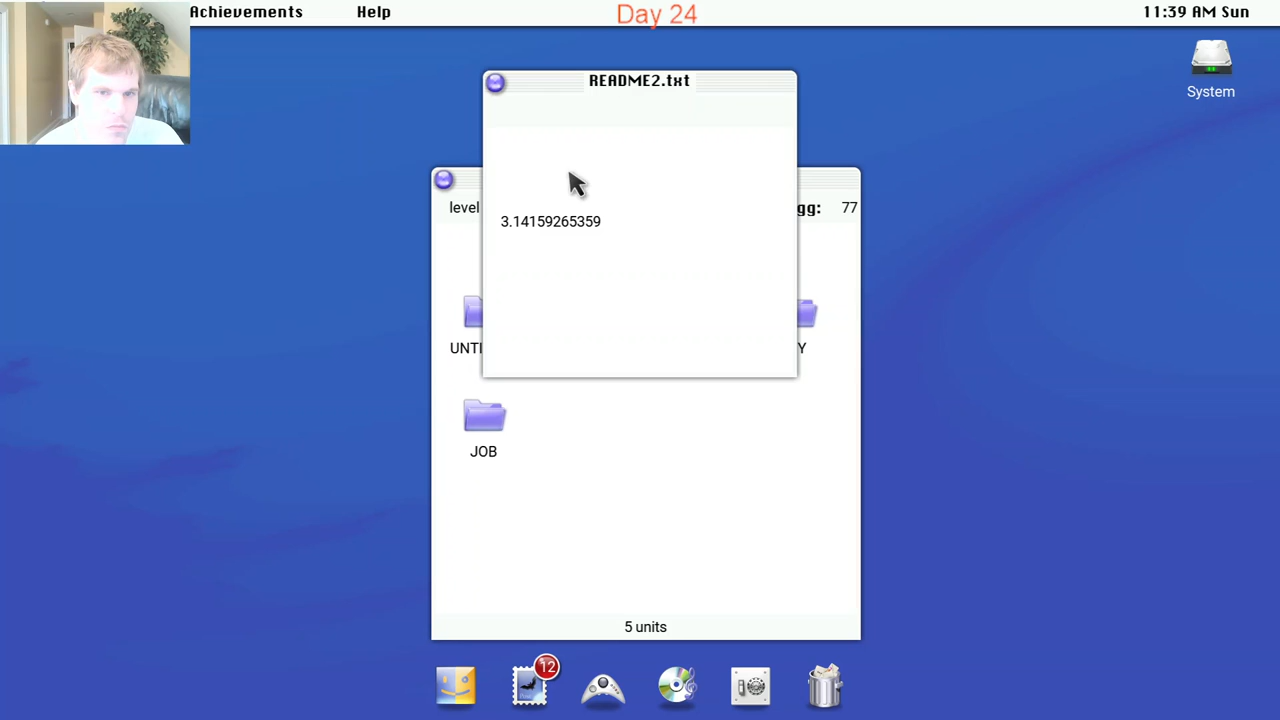 Achievements Help Day 24 11:39 AM Sun
README2.txt
System
level gg: 77
3.14159265359
UNTI Y
JOB
5 units
12